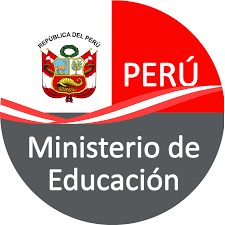 REPÚBLICA DEL PERÚ
PERÚ
Ministerio de
Educación